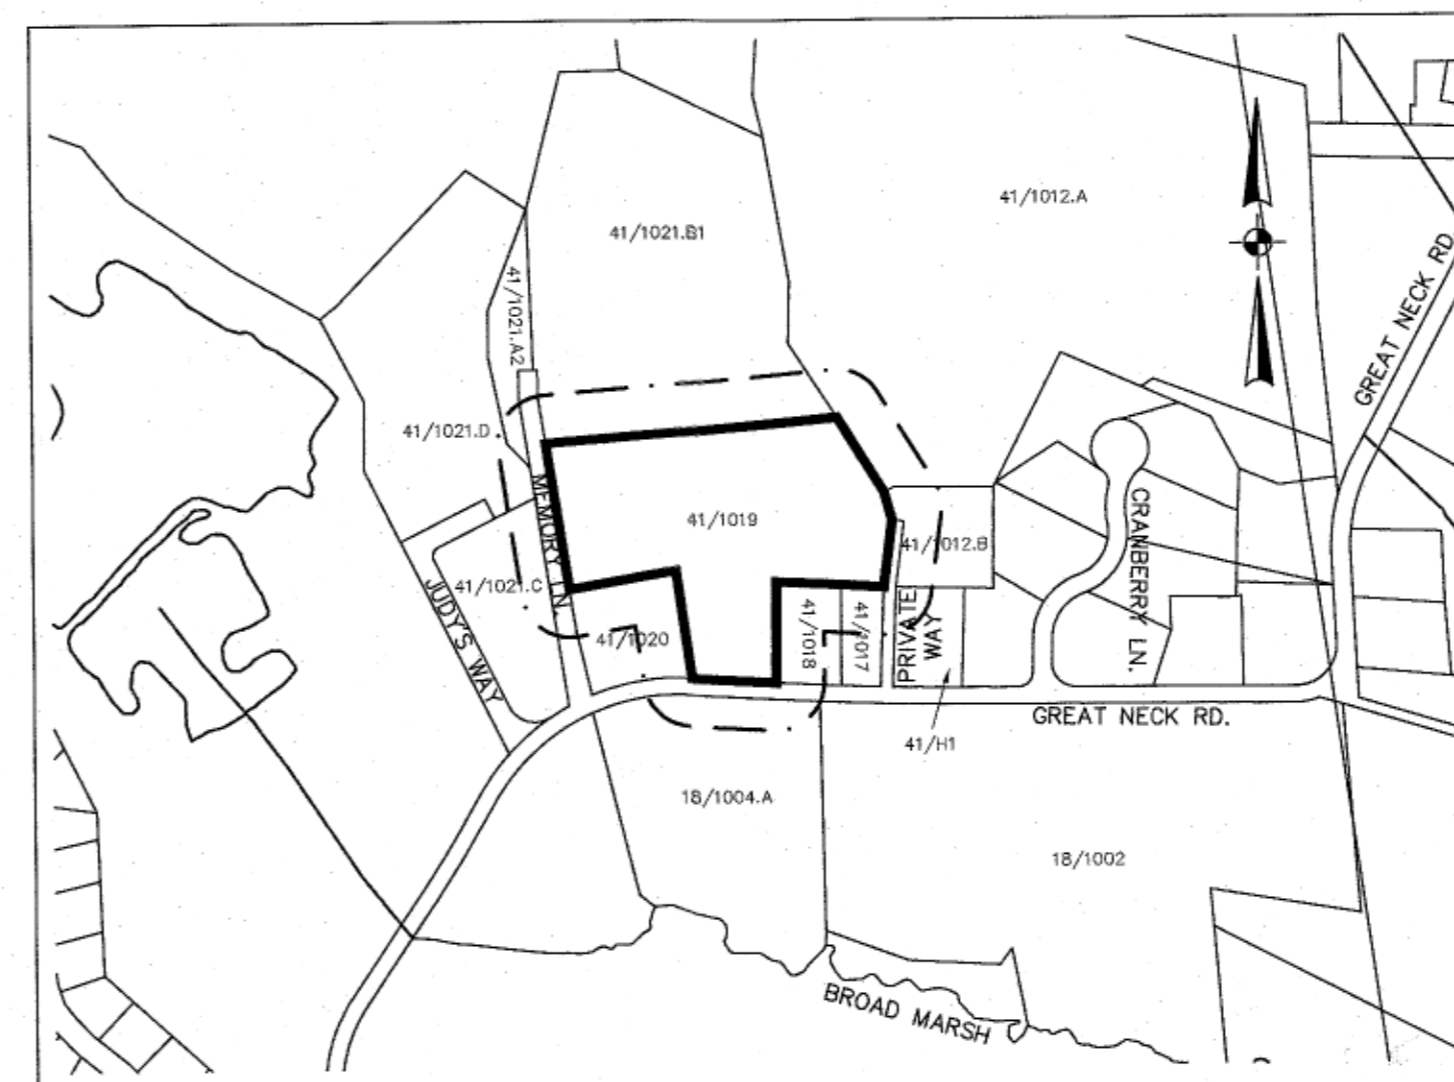 41/1012.A
41/1021.B1
GREAT NECK RD.
41/1021.A2
41/1021.D
MEMORY LN.
41/1019
41/1012.B
CRANBERRY LN.
41/1021.C
JUDY'S WAY
41/1020
41/1018
41/1017
PRIVATE
WAY
GREAT NECK RD.
41/H1
18/1004.A
18/1002
BROAD MARSH